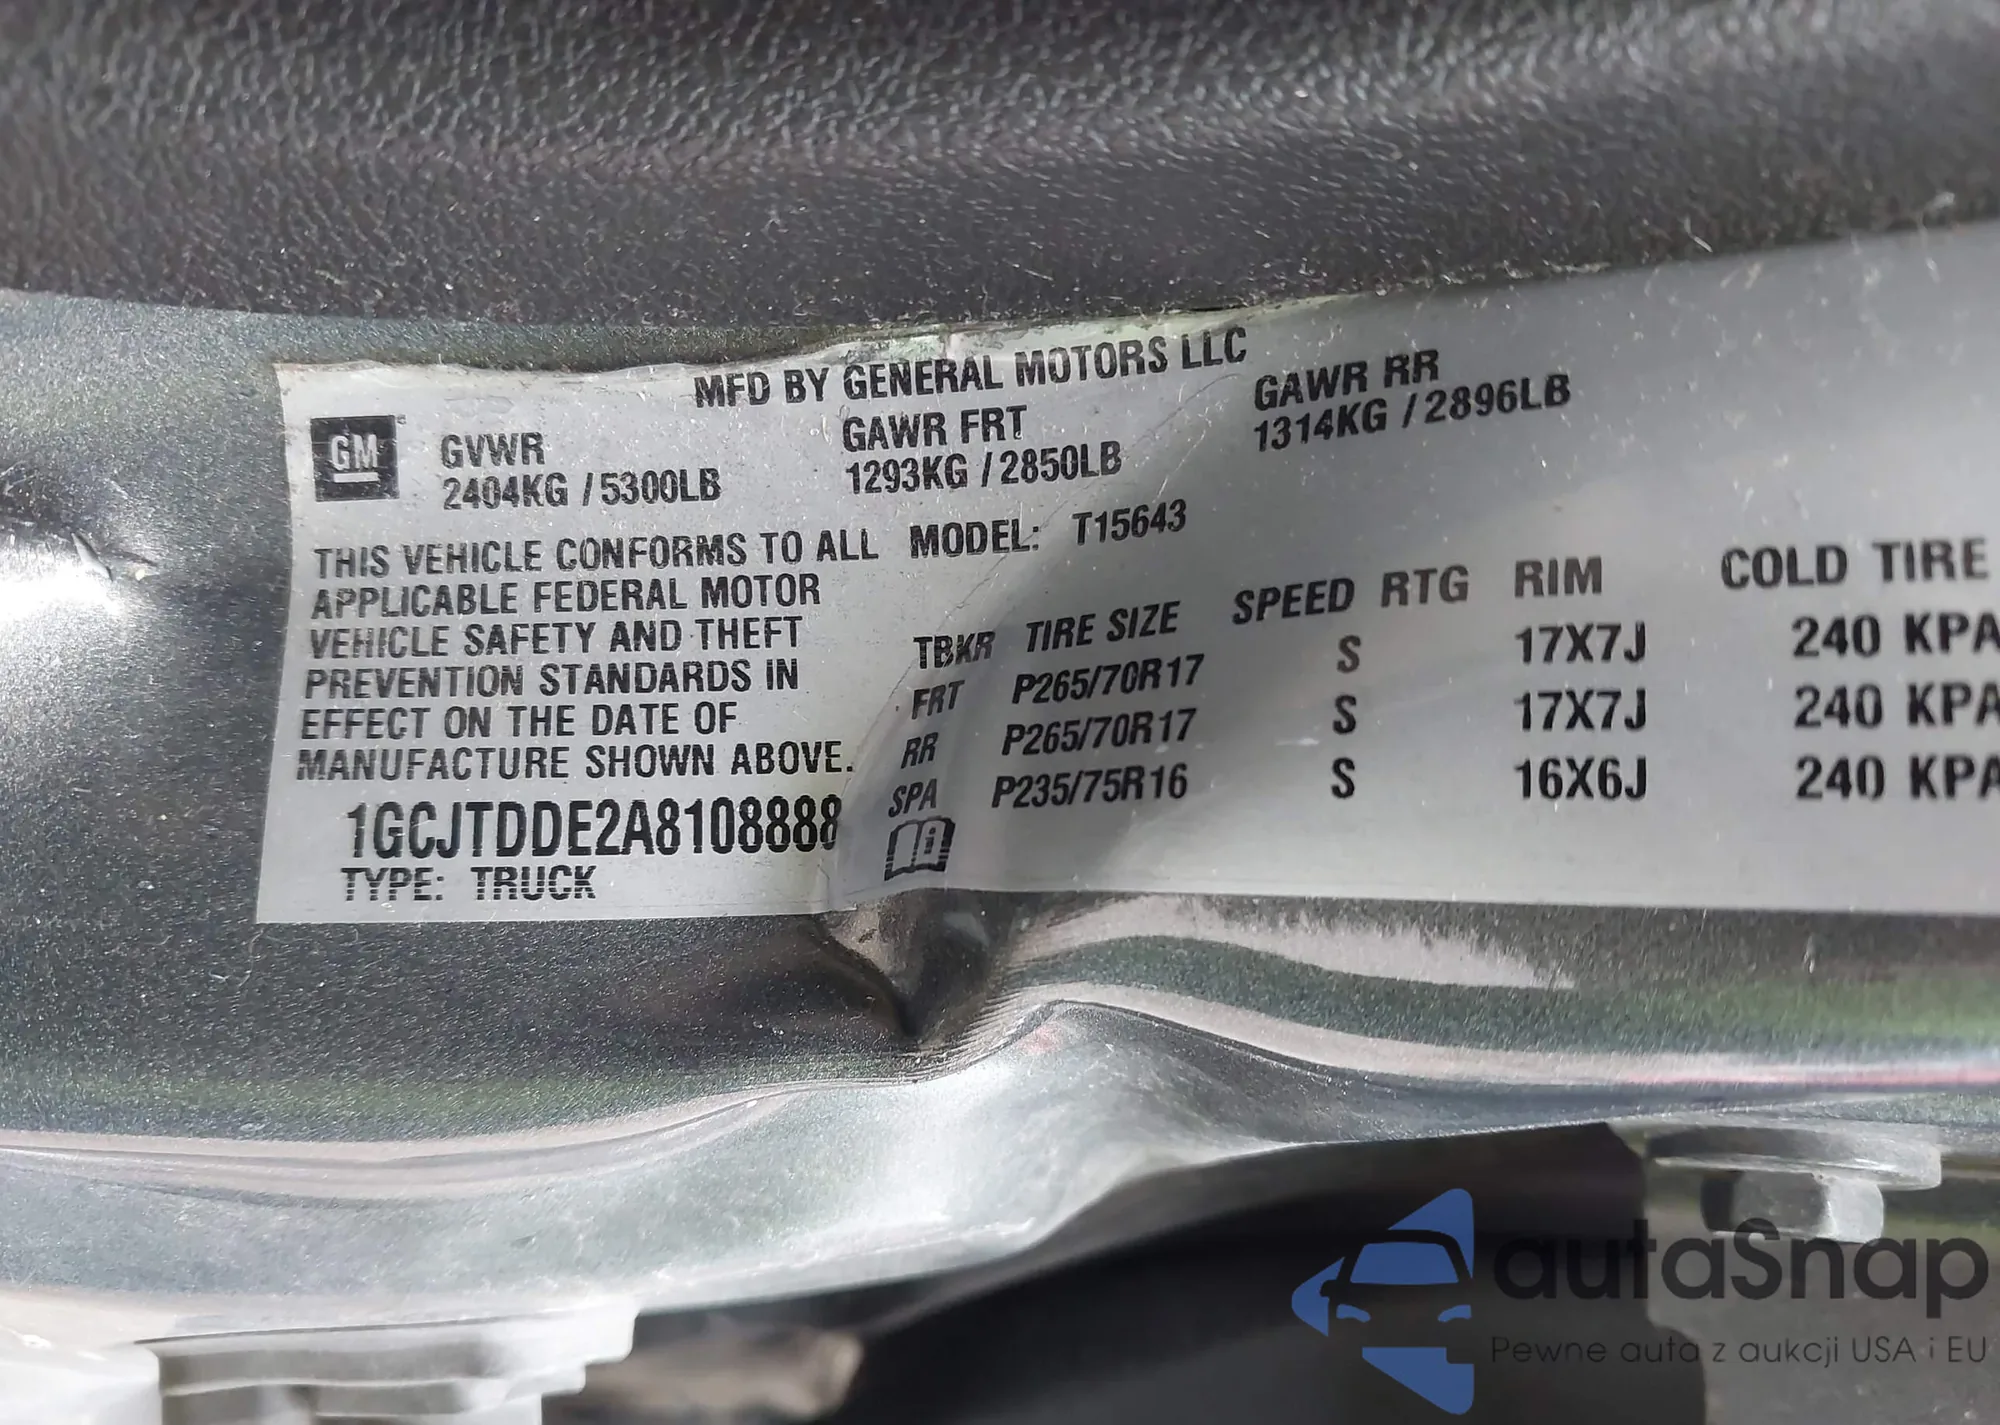 MFD BY GENERAL MOTORS LLC
GM
GVWR
2404KG / 5300LB
GAWR FRT
1293KG / 2850LB
GAWR RR
1314KG / 2896LB
THIS VEHICLE CONFORMS TO ALL
APPLICABLE FEDERAL MOTOR
VEHICLE SAFETY AND THEFT
PREVENTION STANDARDS IN
EFFECT ON THE DATE OF
MANUFACTURE SHOWN ABOVE.
1GCJTDDE2A8108888
TYPE: TRUCK
MODEL: T15643
TBKR TIRE SIZE SPEED RTG RIM COLD TIRE
FRT P265/70R17 S 17X7J 240 KPA
RR P265/70R17 S 17X7J 240 KPA
SPA P235/75R16 S 16X6J 240 KPA
i
autaSnap
Pewne auta z aukcji USA i EU